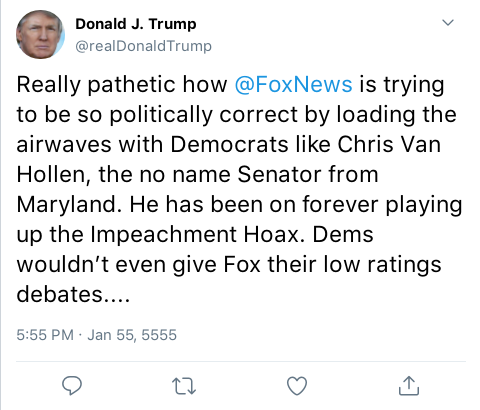 Donald J. Trump
@realDonaldTrump
Really pathetic how @FoxNews is trying
to be so politically correct by loading the
airwaves with Democrats like Chris Van
Hollen, the no name Senator from
Maryland. He has been on forever playing
up the Impeachment Hoax. Dems
wouldn’t even give Fox their low ratings
debates....
5:55 PM · Jan 55, 5555